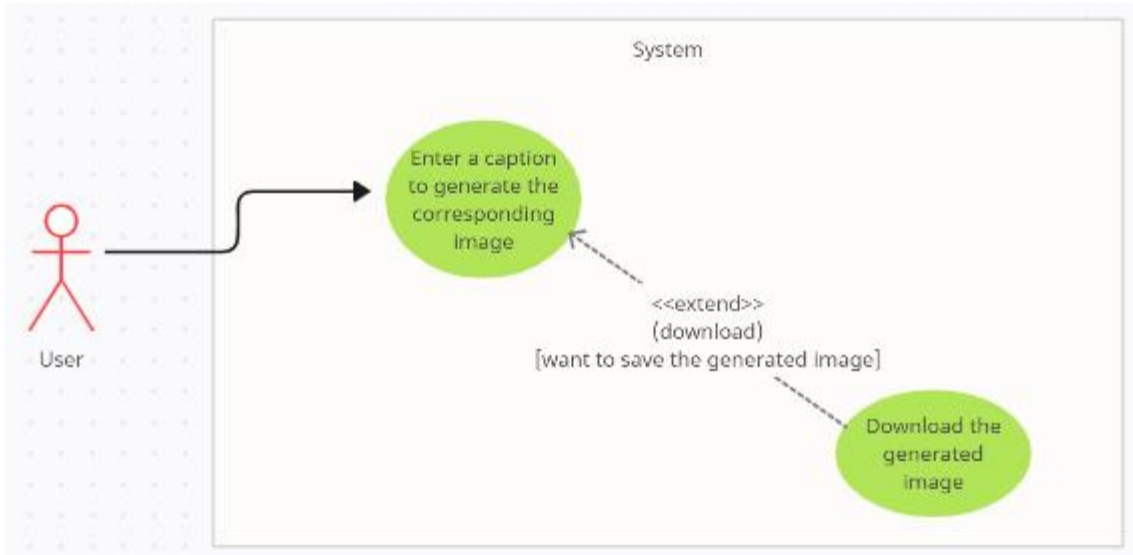 System
Enter a caption
to generate the
corresponding
image
<<extend>>
(download)
[want to save the generated image]
User
Download the
generated
image